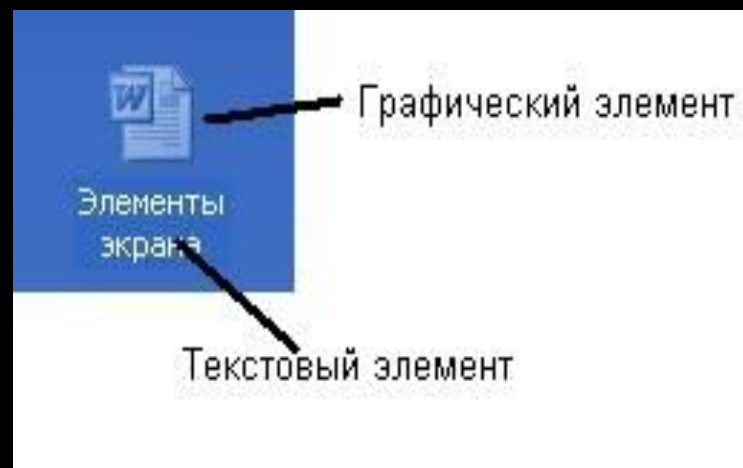 W
Графический элемент
Элементы
экрана
Текстовый элемент